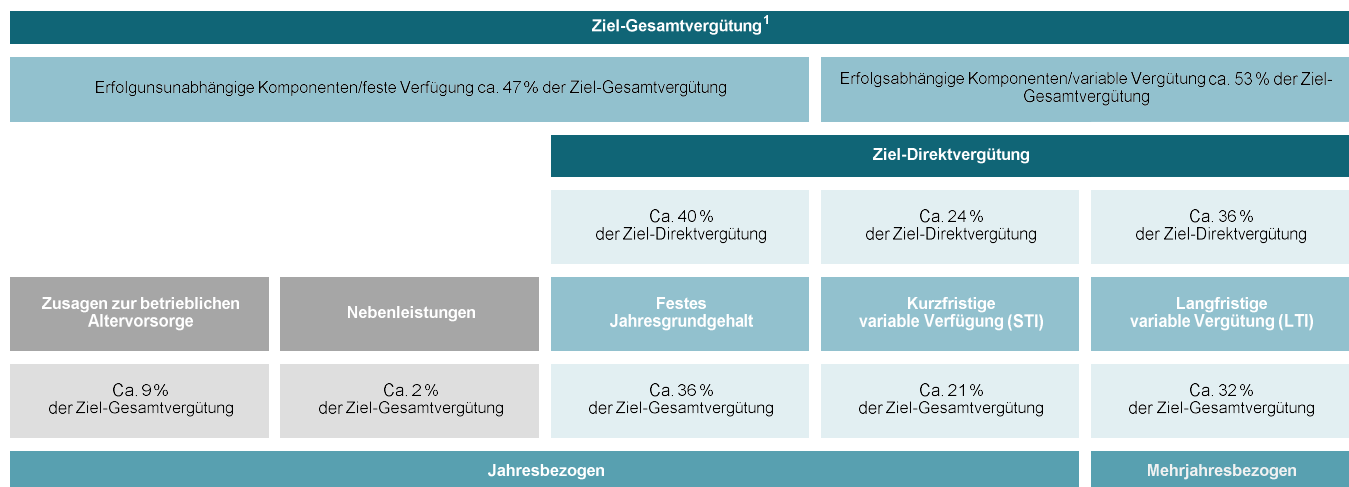 Ziel-Gesamtvergütung1
Erfolgunsunabhängige Komponenten/feste Verfügung ca. 47 % der Ziel-Gesamtvergütung
Erfolgsabhängige Komponenten/variable Vergütung ca. 53 % der Ziel-
Gesamtvergütung
Ziel-Direktvergütung
Ca. 40 %
der Ziel-Direktvergütung
Ca. 24 %
der Ziel-Direktvergütung
Ca. 36 %
der Ziel-Direktvergütung
Zusagen zur betrieblichen
Altervorsorge
Nebenleistungen
Festes
Jahresgrundgehalt
Kurzfristige
variable Verfügung (STI)
Langfristige
variable Vergütung (LTI)
Ca. 9 %
der Ziel-Gesamtvergütung
Ca. 2 %
der Ziel-Gesamtvergütung
Ca. 36 %
der Ziel-Gesamtvergütung
Ca. 21 %
der Ziel-Gesamtvergütung
Ca. 32 %
der Ziel-Gesamtvergütung
Jahresbezogen
Mehrjahresbezogen